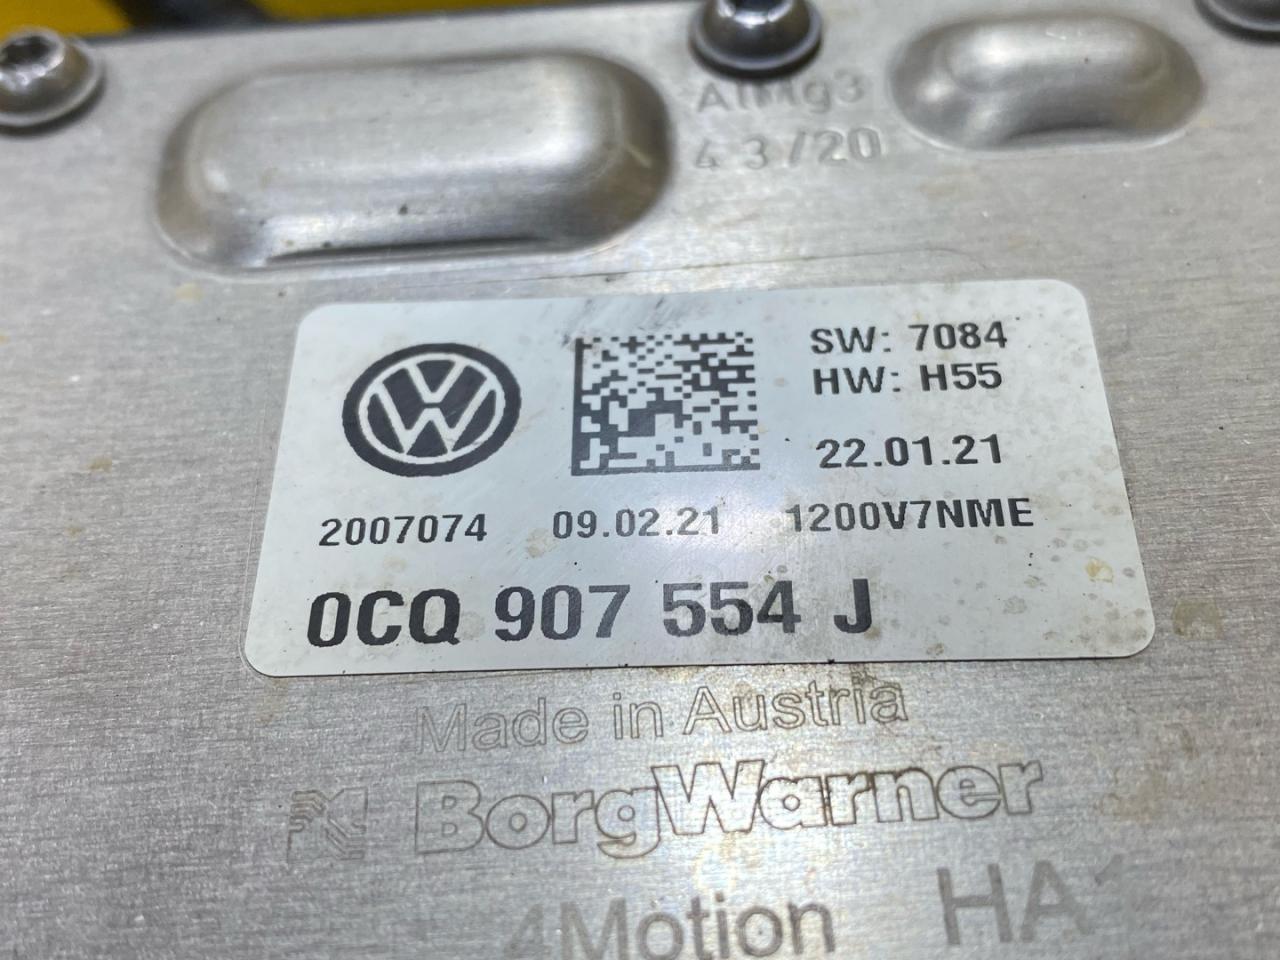 AlMg3
43/20
SW: 7084
HW: H55
22.01.21
2007074 09.02.21 1200V7NME
0CQ 907 554 J
Made in Austria
BorgWarner
4Motion HA